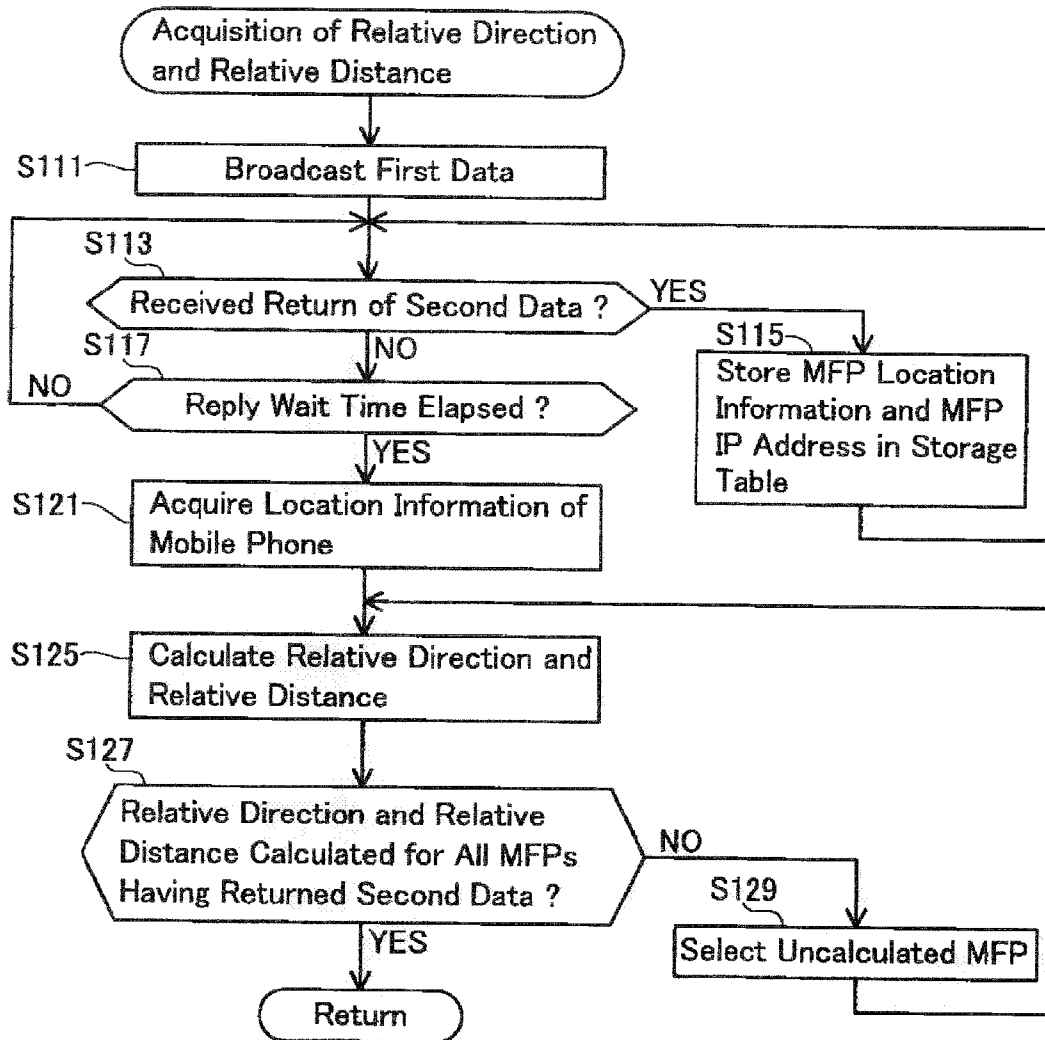 Acquisition of Relative Direction
and Relative Distance
S111
Broadcast First Data
S113
Received Return of Second Data ?
YES
NO
S115
Store MFP Location
Information and MFP
IP Address in Storage
Table
S117
NO
Reply Wait Time Elapsed ?
YES
S121
Acquire Location Information of
Mobile Phone
S125
Calculate Relative Direction and
Relative Distance
S127
Relative Direction and Relative
Distance Calculated for All MFPs
Having Returned Second Data ?
NO
YES
S129
Select Uncalculated MFP
Return